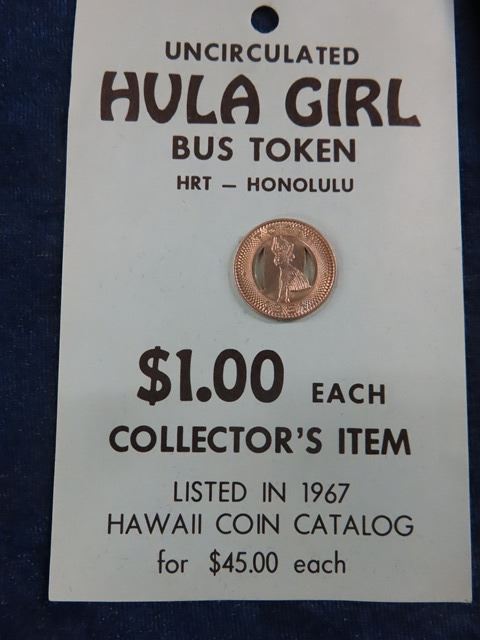 UNCIRCULATED
HULA GIRL
BUS TOKEN
HRT – HONOLULU
$1.00 EACH
COLLECTOR'S ITEM
LISTED IN 1967
HAWAII COIN CATALOG
for $45.00 each